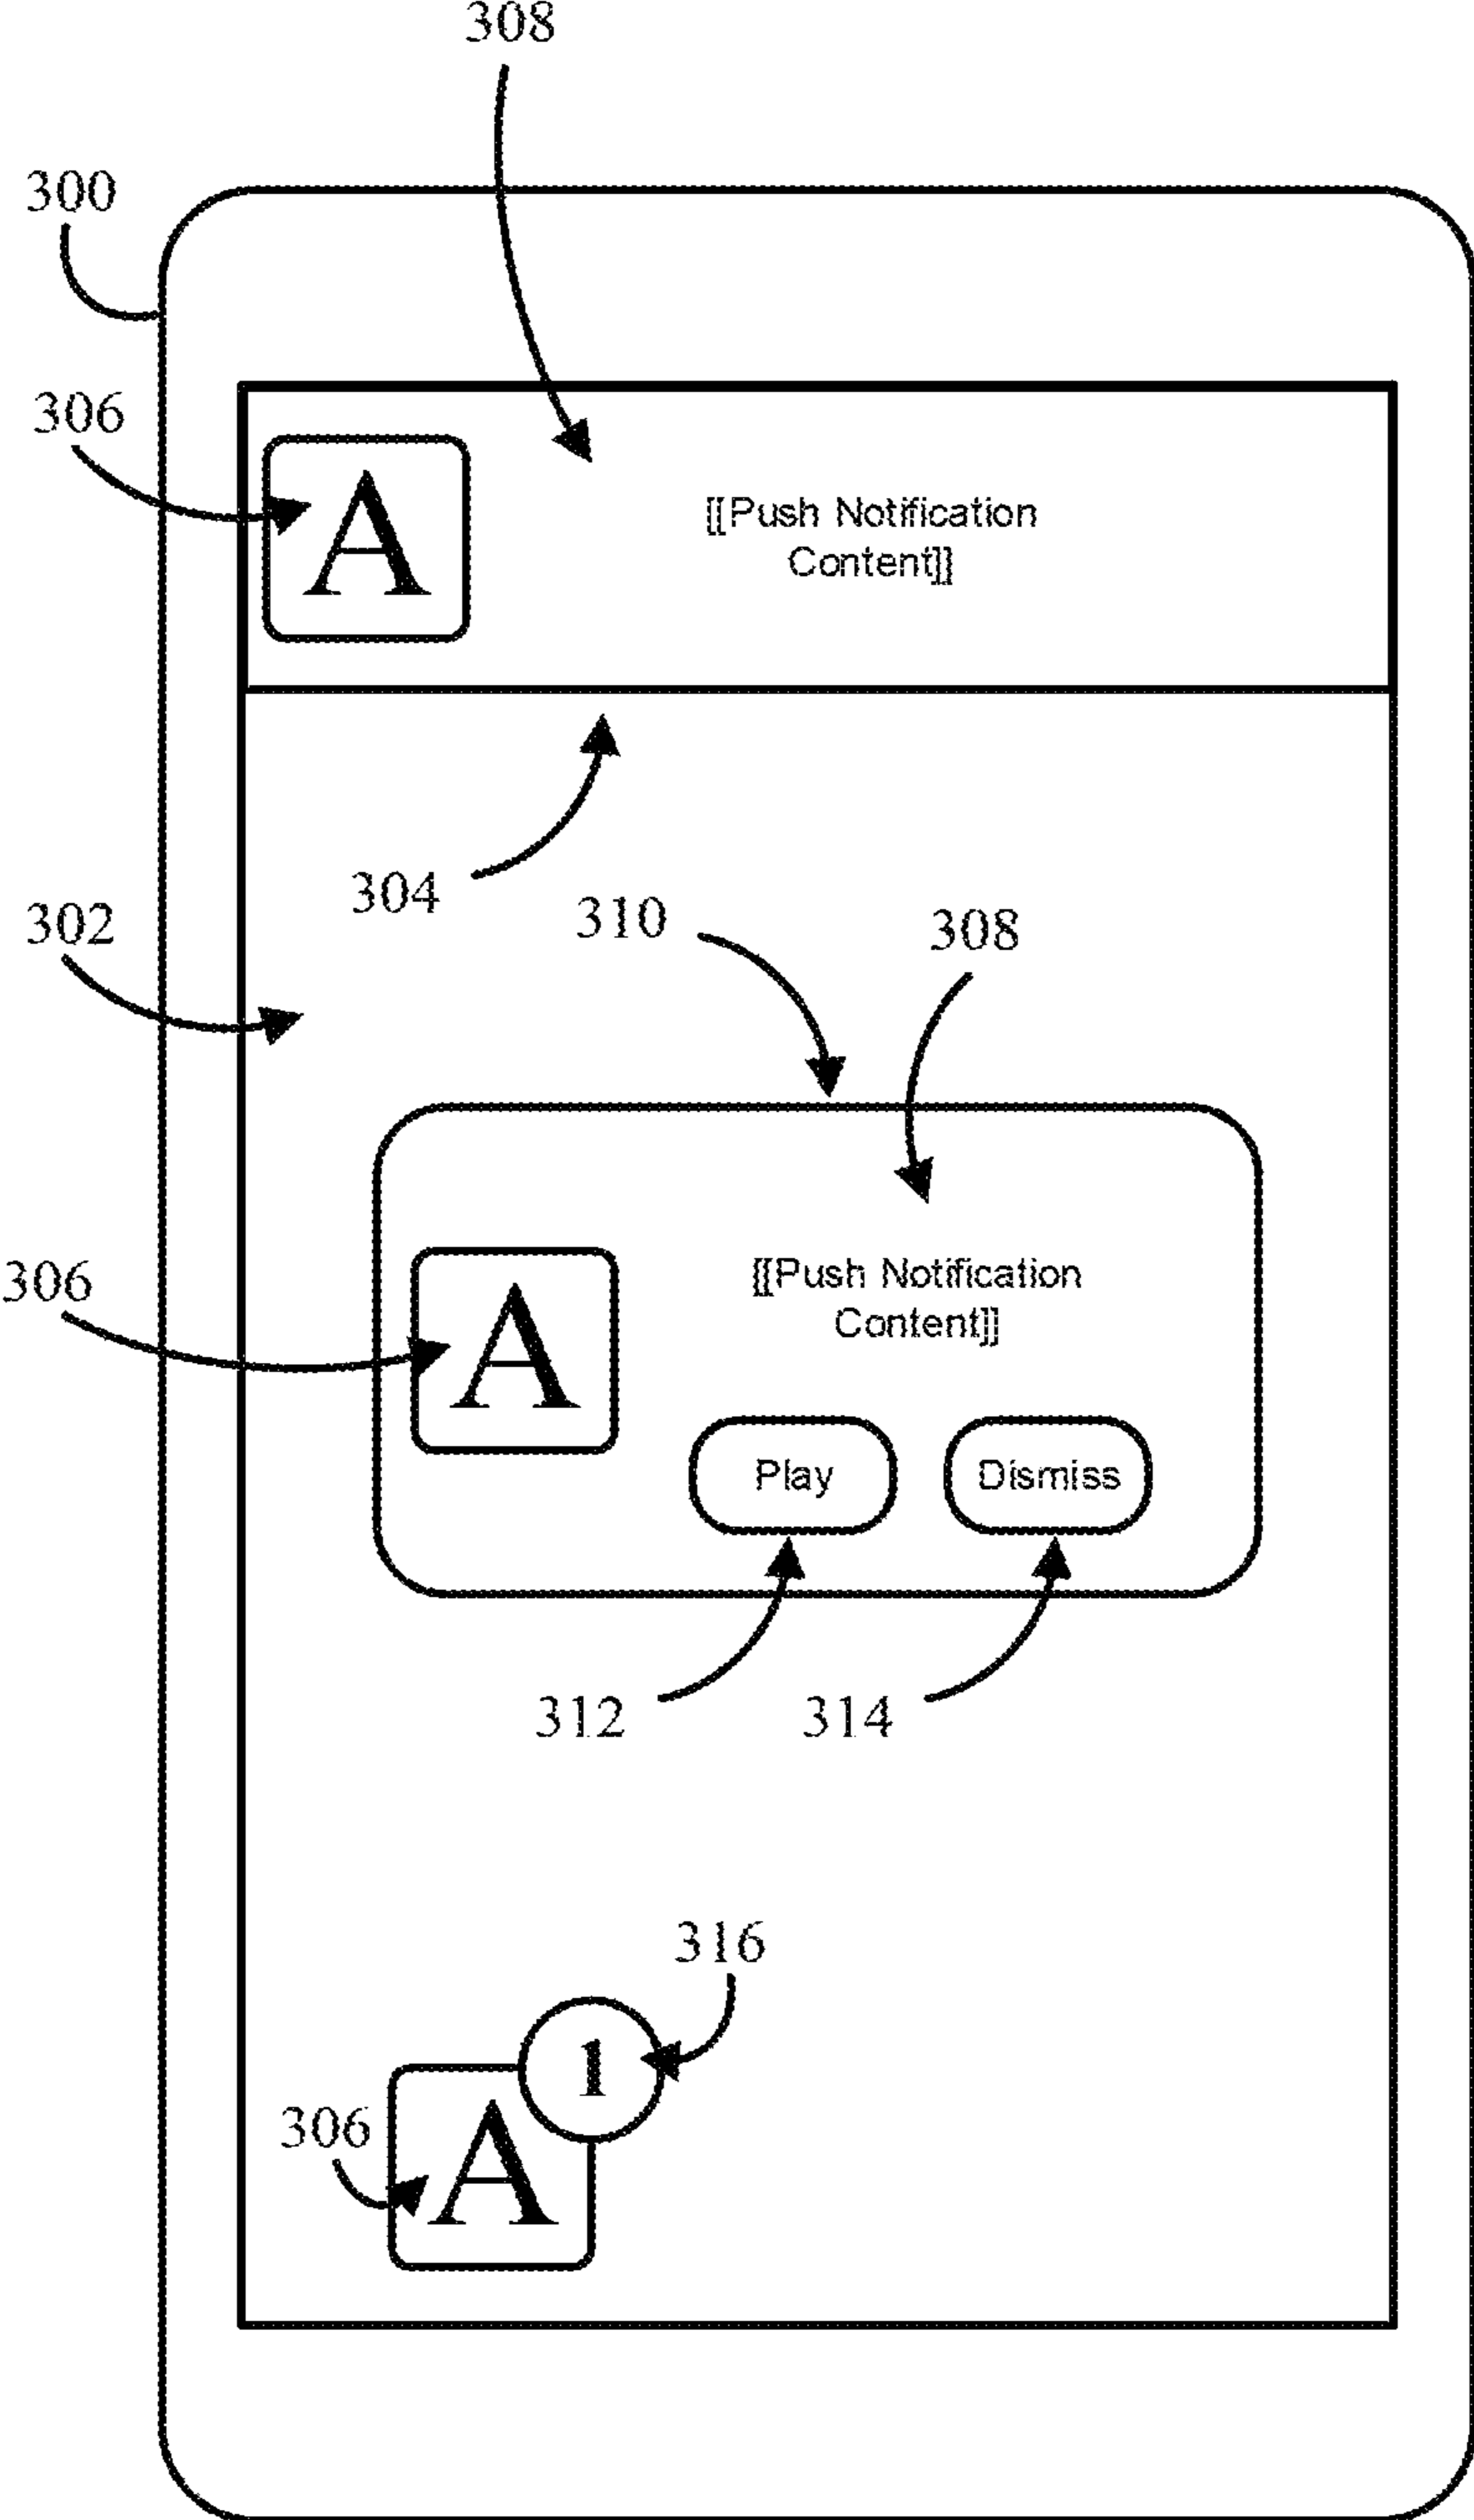 308
300
306
A
[[Push Notification
Content]]
304
310
308
302
306
A
[[Push Notification
Content]]
Play
Dismiss
312
314
316
1
306
A